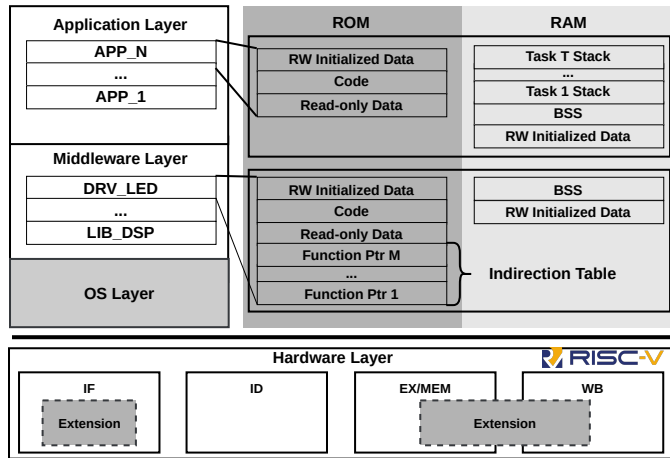 Application Layer
APP_N
...
APP_1
Middleware Layer
DRV_LED
...
LIB_DSP
OS Layer
ROM
RW Initialized Data
Code
Read-only Data
RW Initialized Data
Code
Read-only Data
Function Ptr M
...
Function Ptr 1
RAM
Task T Stack
...
Task 1 Stack
BSS
RW Initialized Data
BSS
RW Initialized Data
Indirection Table
Hardware Layer
RISC-V
IF
Extension
ID
EX/MEM
WB
Extension